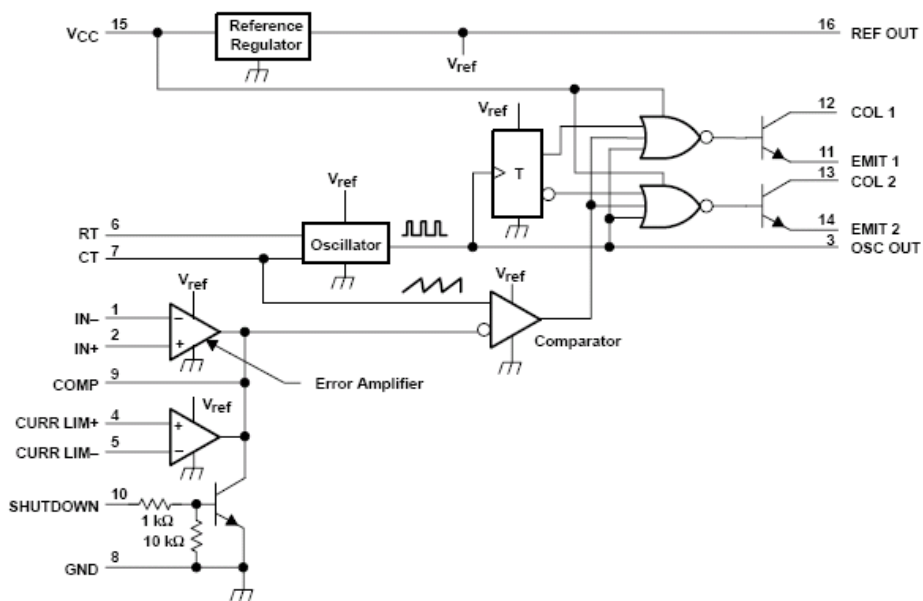 VCC 15
Reference
Regulator
16 REF OUT
Vref
Vref
12 COL 1
T
11 EMIT 1
13 COL 2
Vref
14 EMIT 2
RT 6
Oscillator
3 OSC OUT
CT 7
Vref
Vref
IN– 1
–
IN+ 2
+
Comparator
COMP 9
Error Amplifier
Vref
CURR LIM+ 4
+
CURR LIM– 5
–
SHUTDOWN 10
1 kΩ
10 kΩ
GND 8